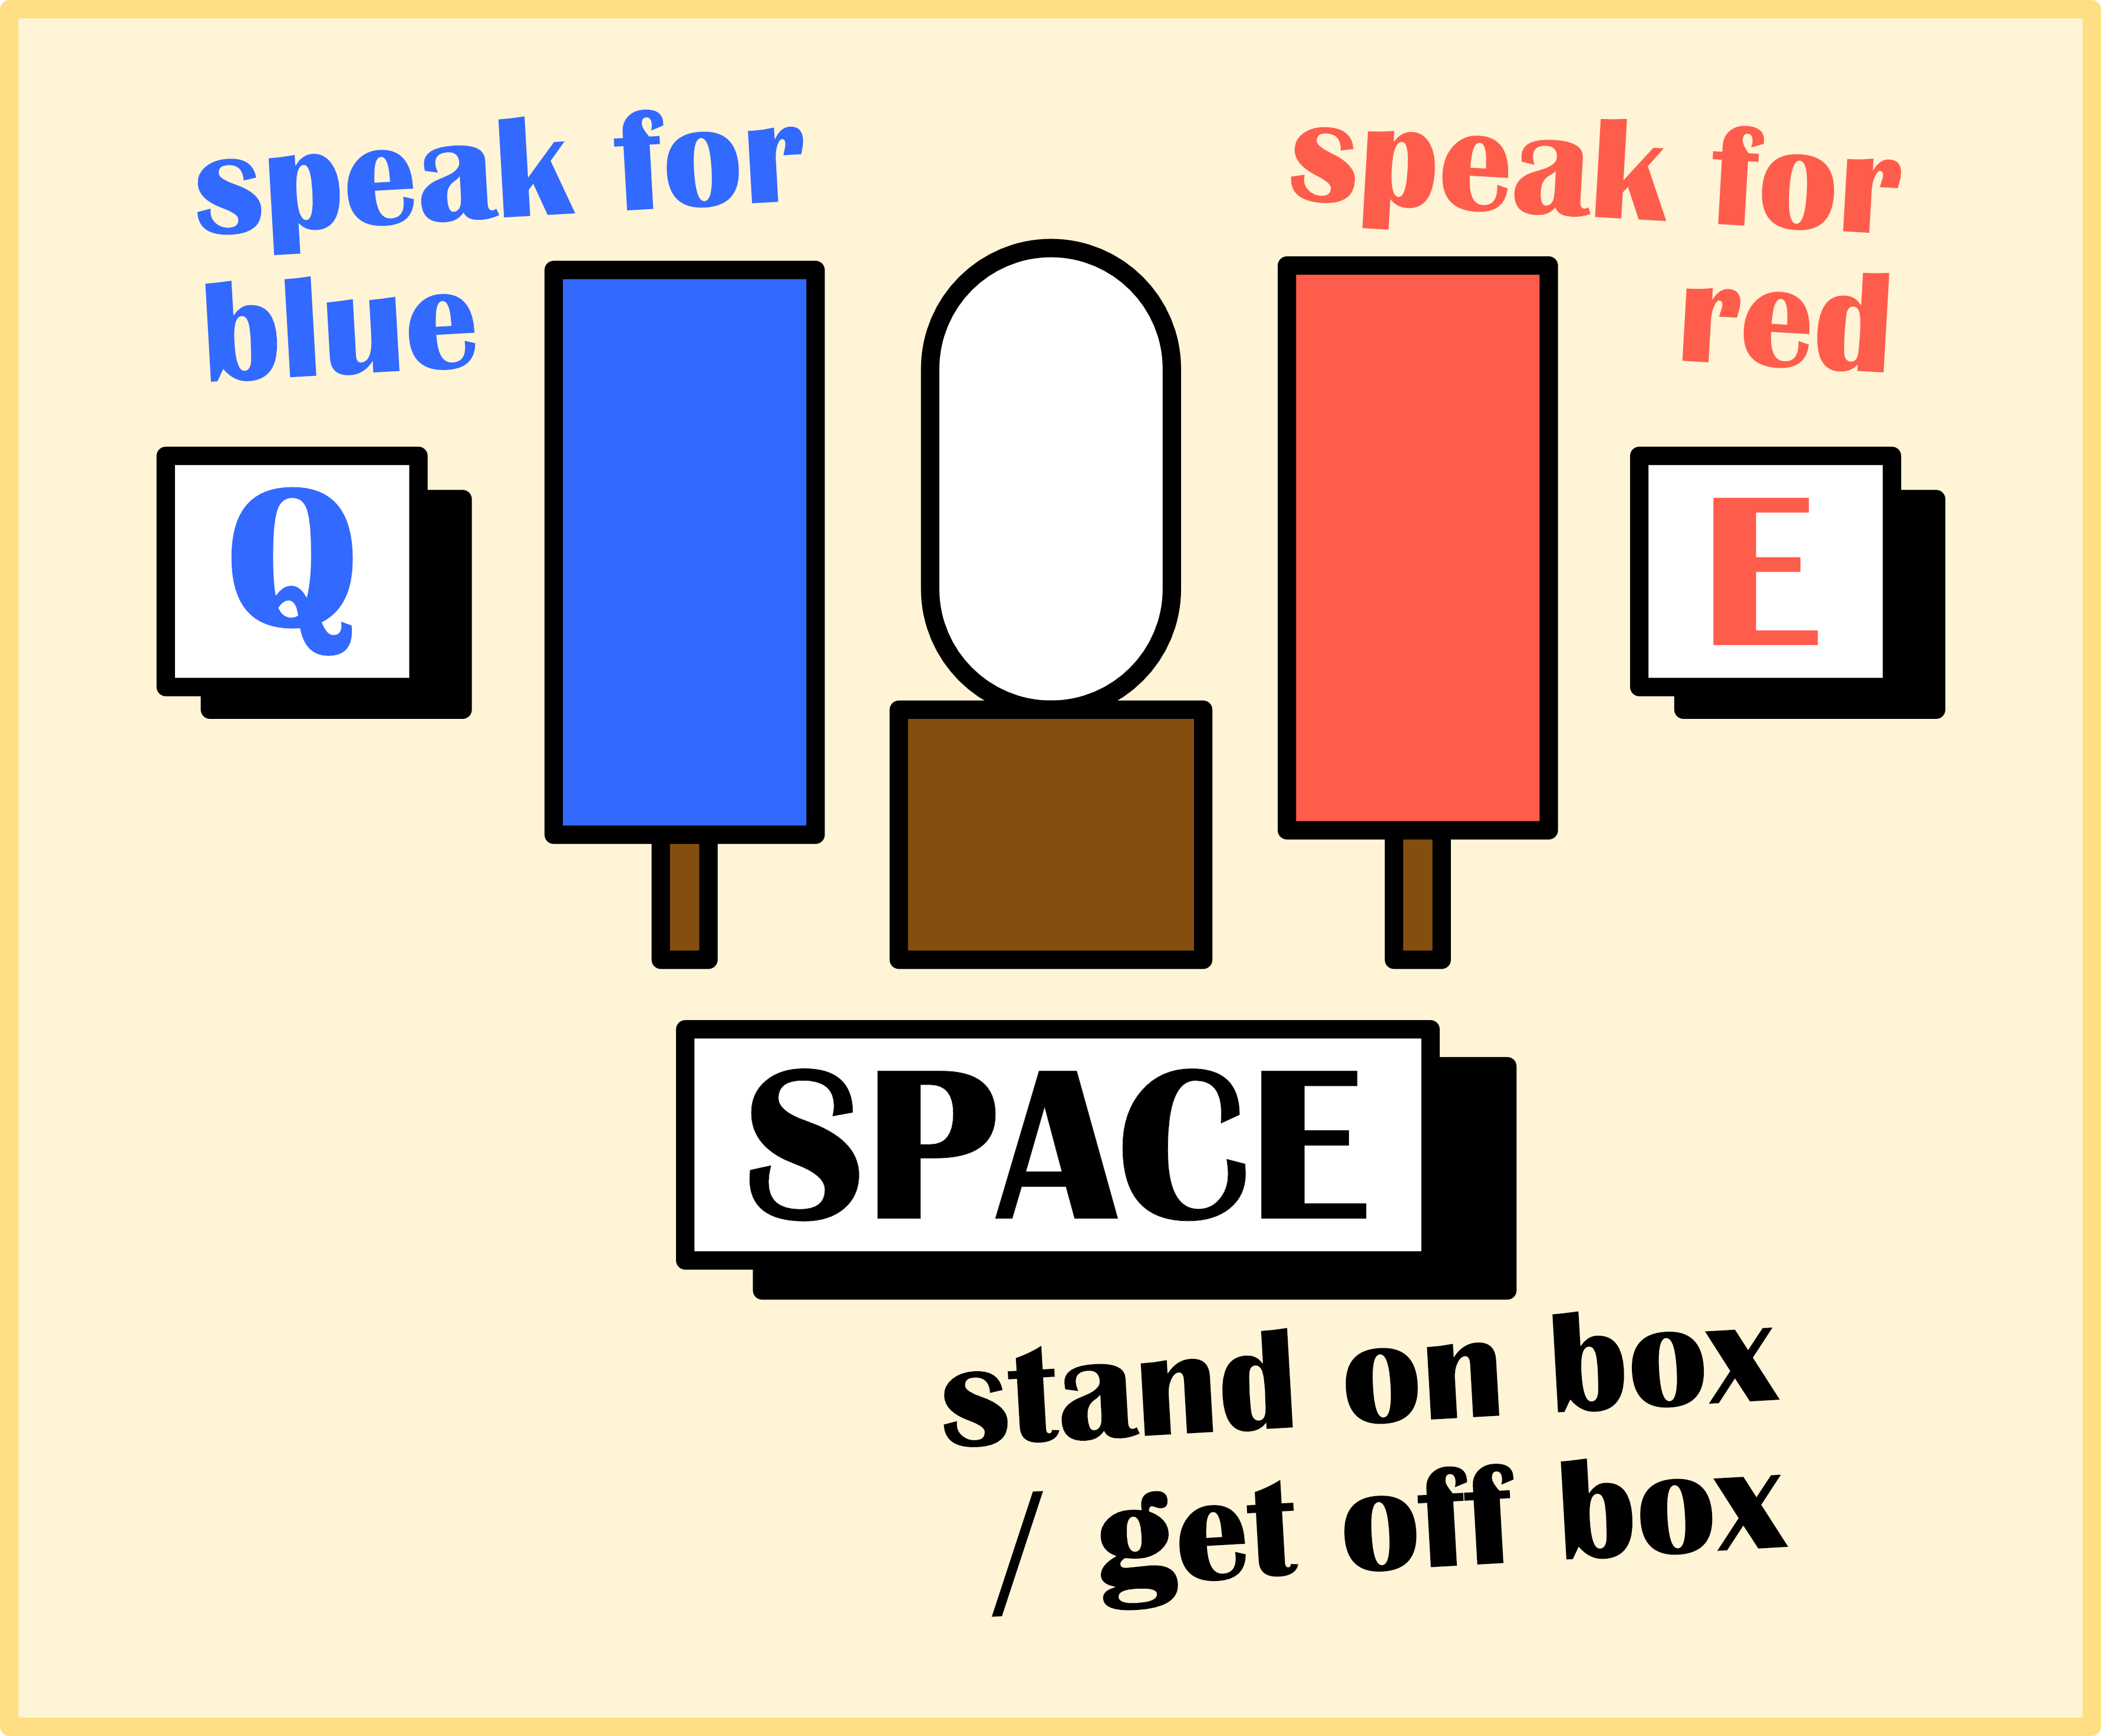 speak for
blue
speak for
red
Q
E
SPACE
stand on box
/ get off box